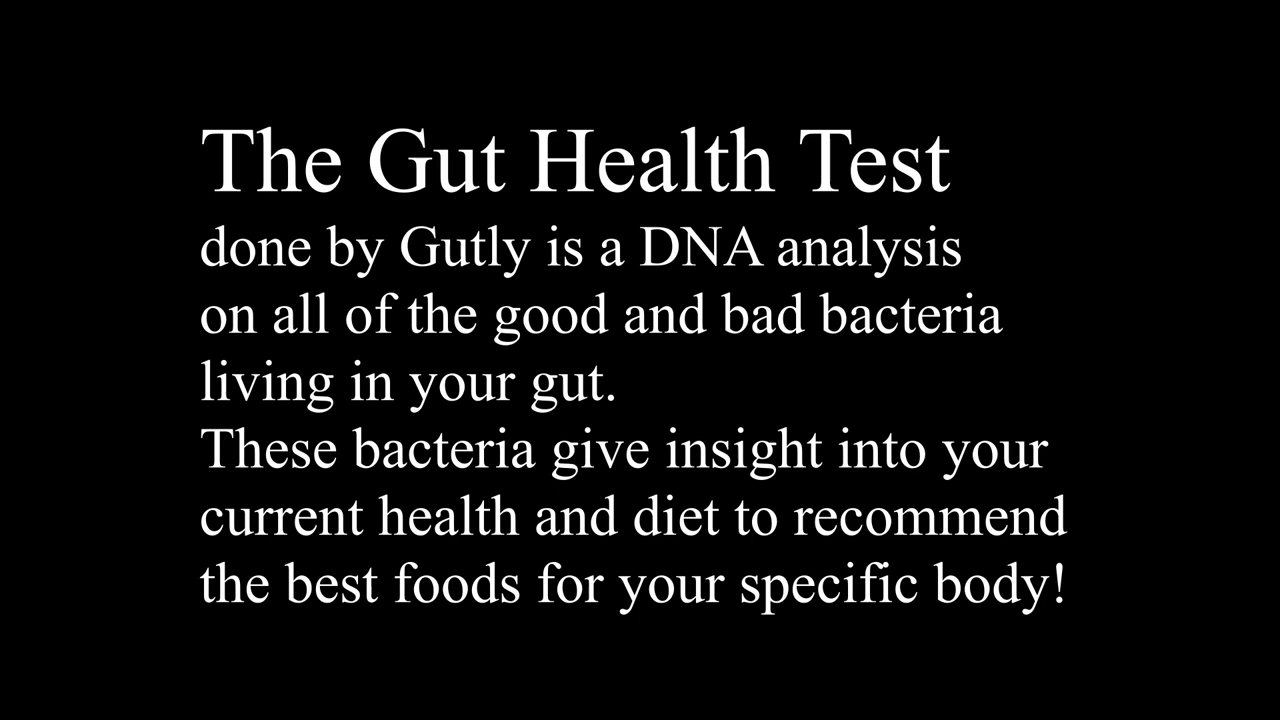 The Gut Health Test
done by Gutly is a DNA analysis
on all of the good and bad bacteria
living in your gut.
These bacteria give insight into your
current health and diet to recommend
the best foods for your specific body!